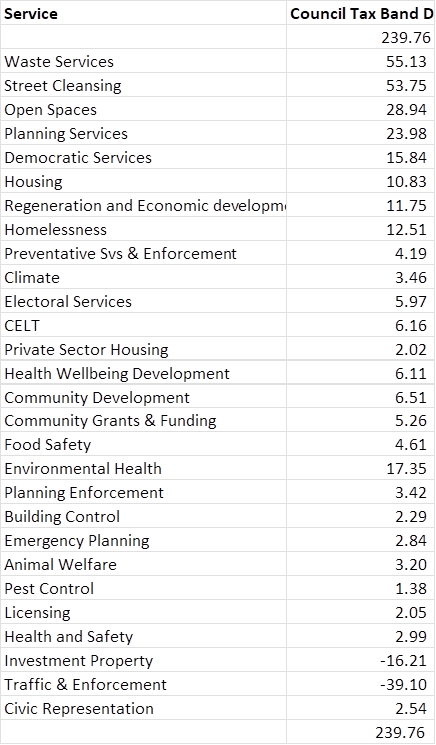 Service Council Tax Band D
239.76
Waste Services 55.13
Street Cleansing 53.75
Open Spaces 28.94
Planning Services 23.98
Democratic Services 15.84
Housing 10.83
Regeneration and Economic developme 11.75
Homelessness 12.51
Preventative Svs & Enforcement 4.19
Climate 3.46
Electoral Services 5.97
CELT 6.16
Private Sector Housing 2.02
Health Wellbeing Development 6.11
Community Development 6.51
Community Grants & Funding 5.26
Food Safety 4.61
Environmental Health 17.35
Planning Enforcement 3.42
Building Control 2.29
Emergency Planning 2.84
Animal Welfare 3.20
Pest Control 1.38
Licensing 2.05
Health and Safety 2.99
Investment Property -16.21
Traffic & Enforcement -39.10
Civic Representation 2.54
239.76